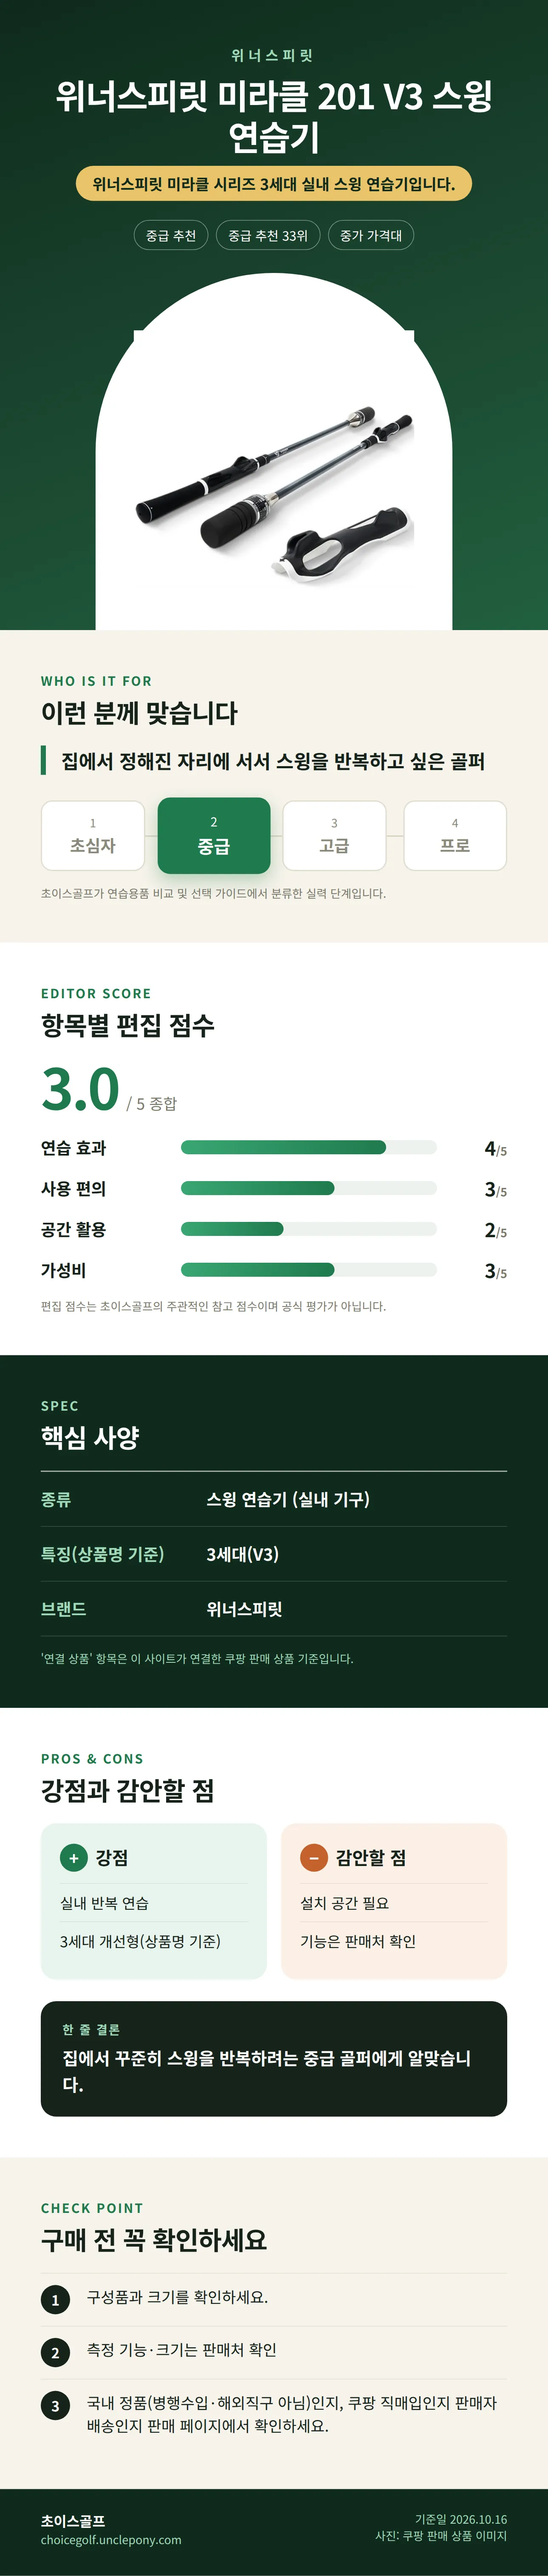 위너스피릿
위너스피릿 미라클 201 V3 스윙
연습기
위너스피릿 미라클 시리즈 3세대 실내 스윙 연습기입니다.
중급 추천
중급 추천 33위
중가 가격대
WHO IS IT FOR
이런 분께 맞습니다
집에서 정해진 자리에 서서 스윙을 반복하고 싶은 골퍼
1
초심자
2
중급
3
고급
4
프로
초이스골프가 연습용품 비교 및 선택 가이드에서 분류한 실력 단계입니다.
EDITOR SCORE
항목별 편집 점수
3.0 / 5 종합
연습 효과 4/5
사용 편의 3/5
공간 활용 2/5
가성비 3/5
편집 점수는 초이스골프의 주관적인 참고 점수이며 공식 평가가 아닙니다.
SPEC
핵심 사양
종류 스윙 연습기 (실내 기구)
특징(상품명 기준) 3세대(V3)
브랜드 위너스피릿
'연결 상품' 항목은 이 사이트가 연결한 쿠팡 판매 상품 기준입니다.
PROS & CONS
강점과 감안할 점
+ 강점
실내 반복 연습
3세대 개선형(상품명 기준)
− 감안할 점
설치 공간 필요
기능은 판매처 확인
한 줄 결론
집에서 꾸준히 스윙을 반복하려는 중급 골퍼에게 알맞습니
다.
CHECK POINT
구매 전 꼭 확인하세요
1 구성품과 크기를 확인하세요.
2 측정 기능·크기는 판매처 확인
3 국내 정품(병행수입·해외직구 아님)인지, 쿠팡 직매입인지 판매자
배송인지 판매 페이지에서 확인하세요.
초이스골프
choicegolf.unclepony.com
기준일 2026.10.16
사진: 쿠팡 판매 상품 이미지